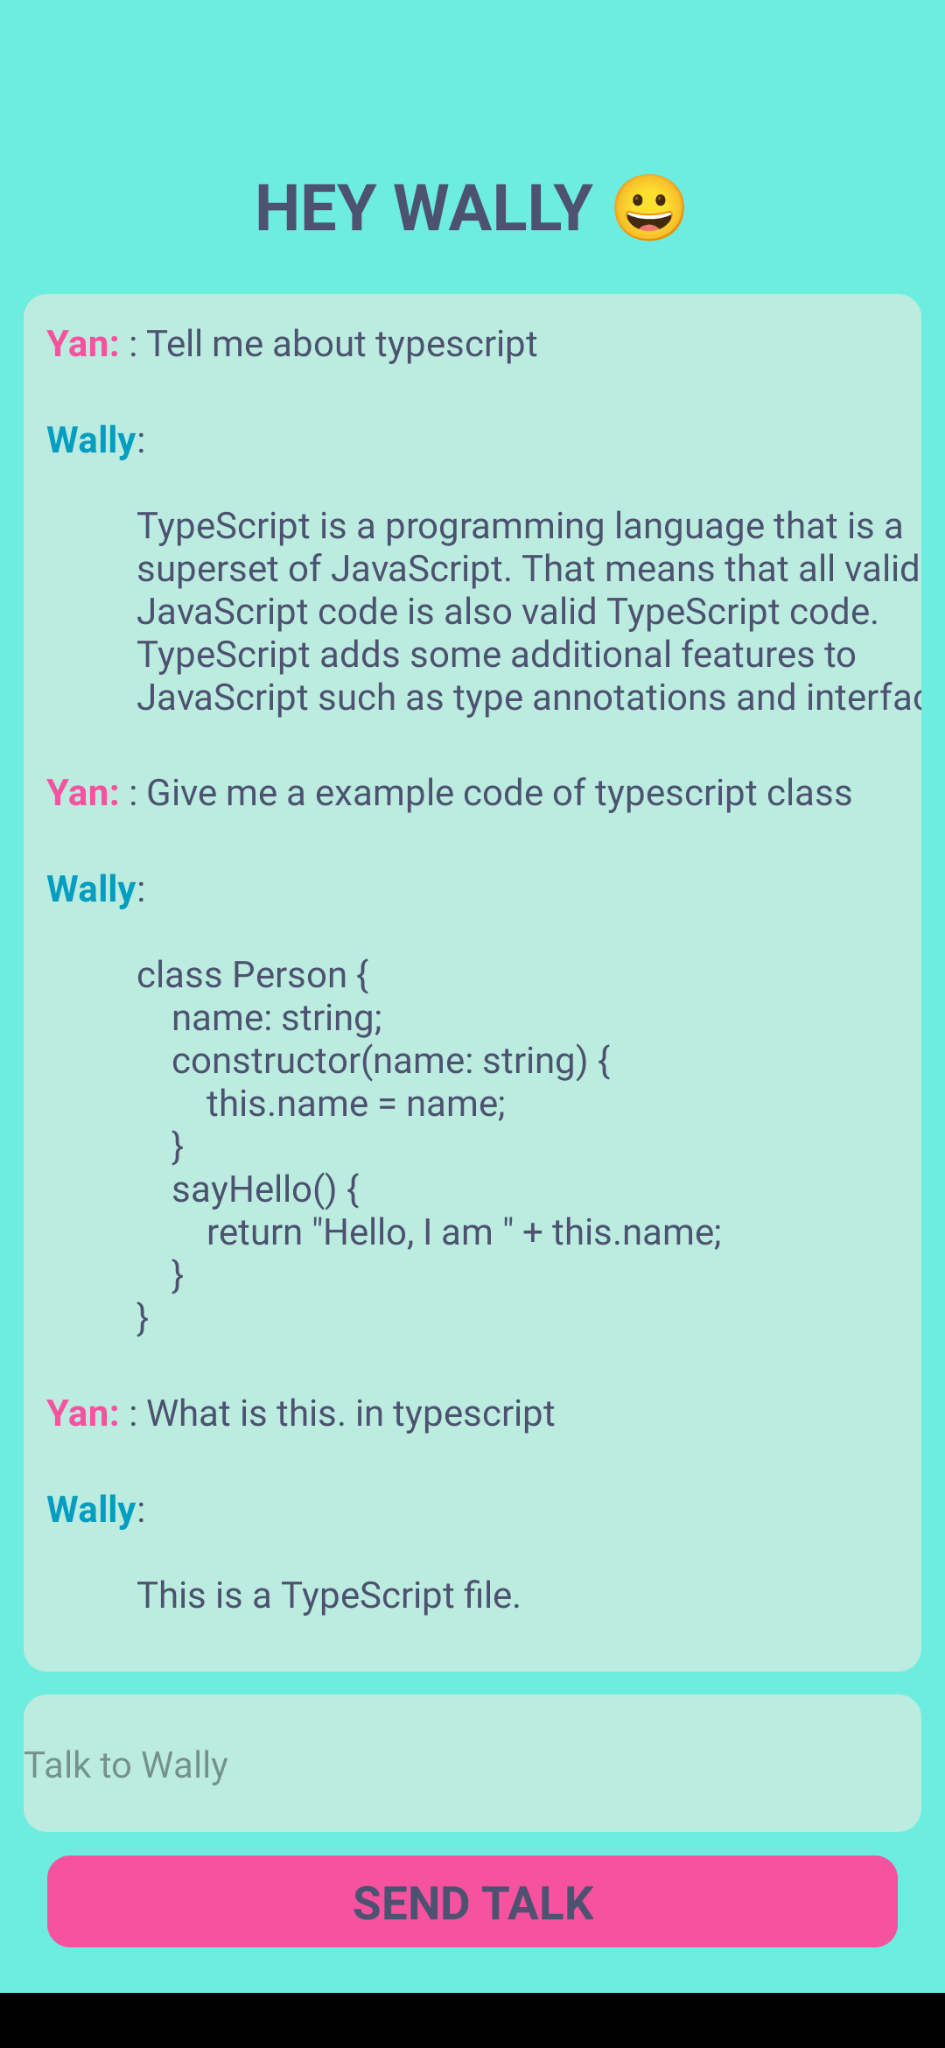 HEY WALLY 😀
Yan: : Tell me about typescript
Wally:
TypeScript is a programming language that is a
superset of JavaScript. That means that all valid
JavaScript code is also valid TypeScript code.
TypeScript adds some additional features to
JavaScript such as type annotations and interfac
Yan: : Give me a example code of typescript class
Wally:
class Person {
    name: string;
    constructor(name: string) {
        this.name = name;
    }
    sayHello() {
        return "Hello, I am " + this.name;
    }
}
Yan: : What is this. in typescript
Wally:
This is a TypeScript file.
Talk to Wally
SEND TALK